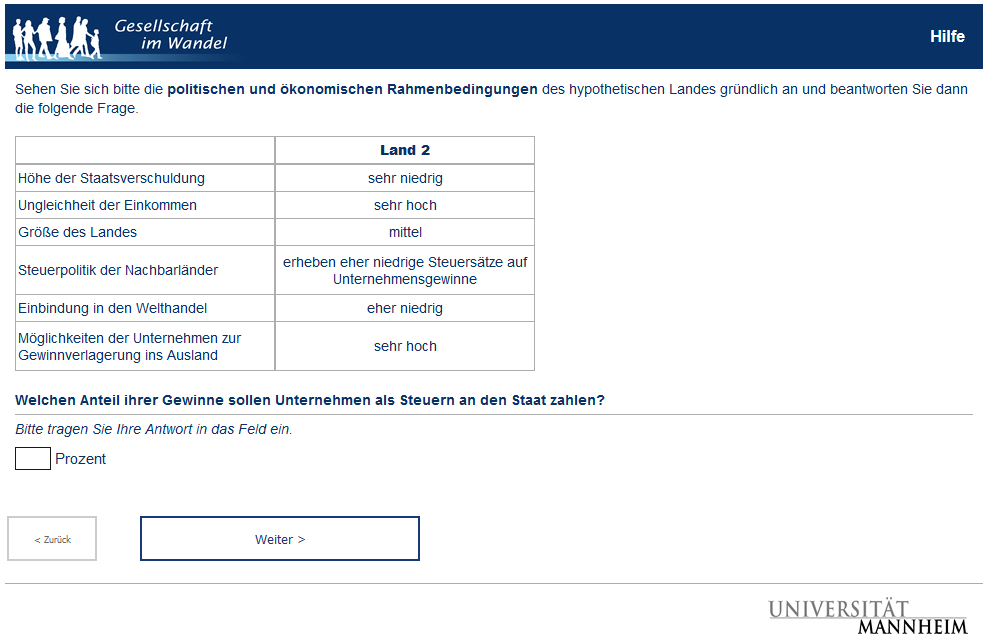 Gesellschaft
im Wandel
Hilfe
Sehen Sie sich bitte die politischen und ökonomischen Rahmenbedingungen des hypothetischen Landes gründlich an und beantworten Sie dann
die folgende Frage.
Land 2
Höhe der Staatsverschuldung sehr niedrig
Ungleichheit der Einkommen sehr hoch
Größe des Landes mittel
Steuerpolitik der Nachbarländer erheben eher niedrige Steuersätze auf
Unternehmensgewinne
Einbindung in den Welthandel eher niedrig
Möglichkeiten der Unternehmen zur
Gewinnverlagerung ins Ausland sehr hoch
Welchen Anteil ihrer Gewinne sollen Unternehmen als Steuern an den Staat zahlen?
Bitte tragen Sie Ihre Antwort in das Feld ein.
Prozent
< Zurück
Weiter >
UNIVERSITÄT
MANNHEIM